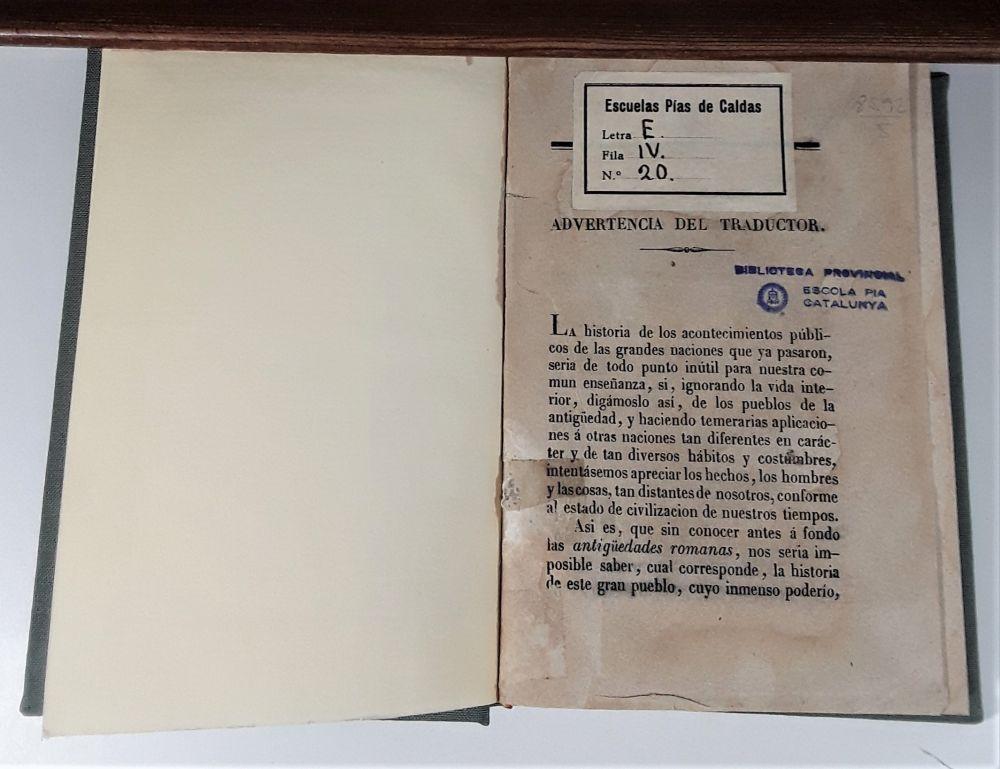 Escuelas Pías de Caldas
Letra E.
Fila IV.
N.º 20.
ADVERTENCIA DEL TRADUCTOR.
BIBLIOTECA PROVINCIAL
ESCOLA PIA
CATALUNYA
LA historia de los acontecimientos públi-
cos de las grandes naciones que ya pasaron,
seria de todo punto inútil para nuestra co-
mun enseñanza, si, ignorando la vida inte-
rior, digámoslo así, de los pueblos de la
antigüedad, y haciendo temerarias aplicacio-
nes á otras naciones tan diferentes en carác-
ter y de tan diversos hábitos y costumbres,
intentásemos apreciar los hechos, los hombres
y las cosas, tan distantes de nosotros, conforme
al estado de civilizacion de nuestros tiempos.
Asi es, que sin conocer antes á fondo
las antigüedades romanas, nos seria im-
posible saber, cual corresponde, la historia
de este gran pueblo, cuyo inmenso poderío,